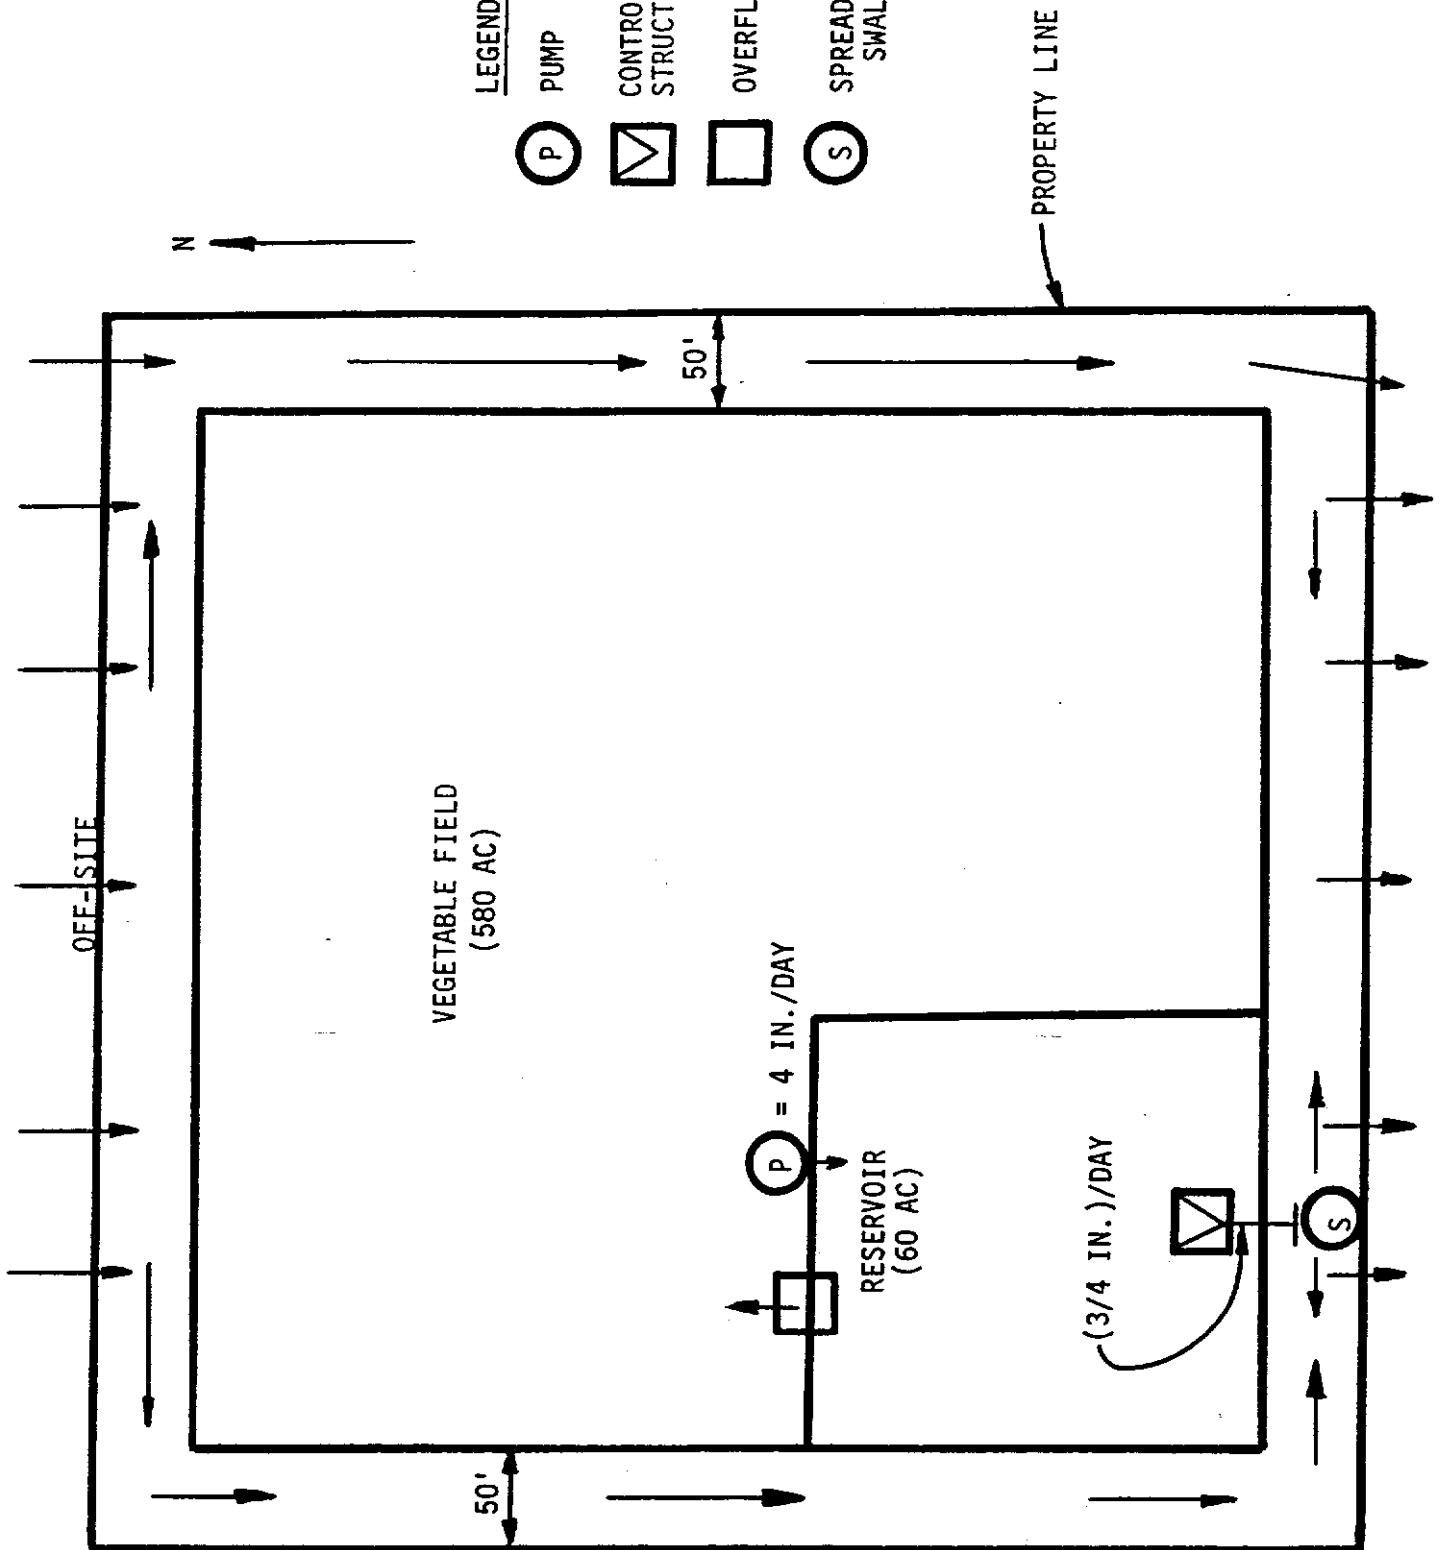 LEGEND
P PUMP
CONTRO
STRUCT
OVERFL
S SPREAD
SWAL
PROPERTY LINE
N
OFF-SITE
50'
VEGETABLE FIELD
(580 AC)
P = 4 IN./DAY
RESERVOIR
(60 AC)
(3/4 IN.)/DAY
S
50'